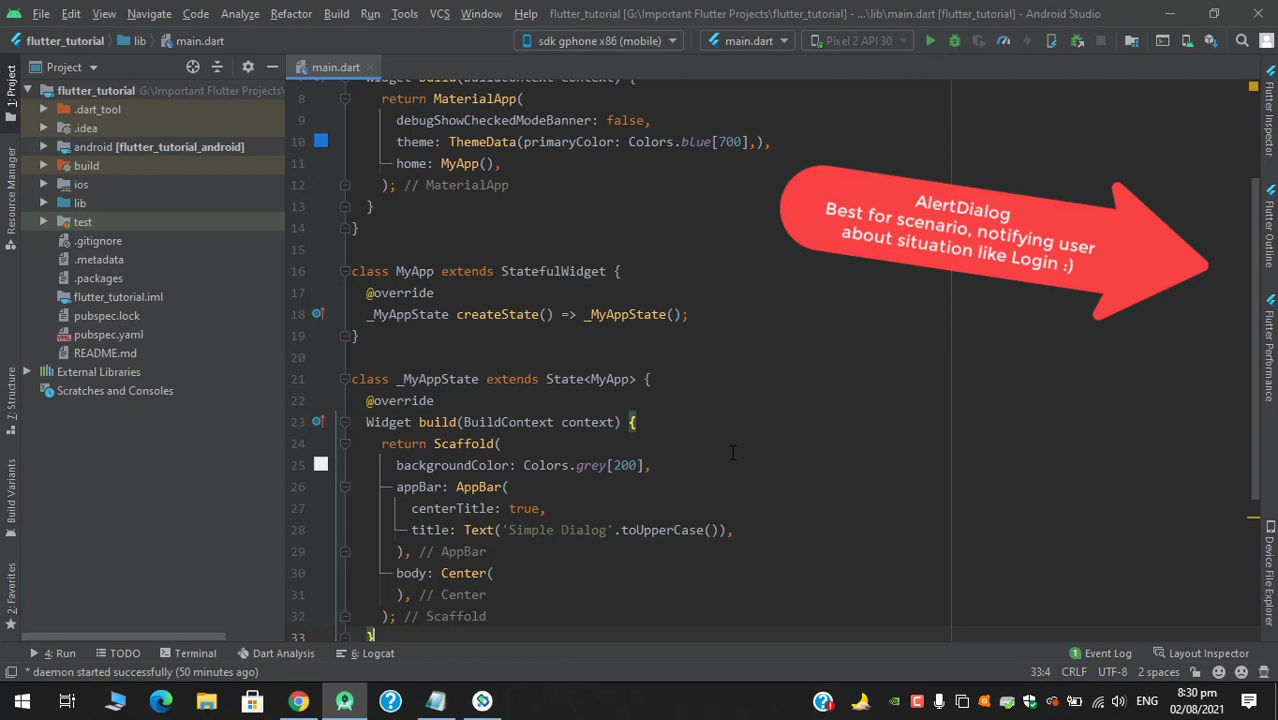 File Edit View Navigate Code Analyze Refactor Build Run Tools VCS Window Help flutter_tutorial [G:\Important Flutter Projects\flutter_tutorial] - ...\lib\main.dart [flutter_tutorial] - Android Studio
flutter_tutorial lib main.dart sdk gphone x86 (mobile) main.dart Pixel 2 API 30
Project main.dart
1: Project
Resource Manager
7: Structure
Build Variants
2: Favorites
flutter_tutorial G:\Important Flutter Projects\
.dart_tool
.idea
android [flutter_tutorial_android]
build
ios
lib
test
.gitignore
.metadata
.packages
flutter_tutorial.iml
pubspec.lock
pubspec.yaml
README.md
External Libraries
Scratches and Consoles
Widget build(BuildContext context) {
8 return MaterialApp(
9 debugShowCheckedModeBanner: false,
10 theme: ThemeData(primaryColor: Colors.blue[700],),
11 home: MyApp(),
12 ); // MaterialApp
13 }
14 }
15
16 class MyApp extends StatefulWidget {
17 @override
18 _MyAppState createState() => _MyAppState();
19 }
20
21 class _MyAppState extends State<MyApp> {
22 @override
23 Widget build(BuildContext context) {
24 return Scaffold(
25 backgroundColor: Colors.grey[200],
26 appBar: AppBar(
27 centerTitle: true,
28 title: Text('Simple Dialog'.toUpperCase()),
29 ), // AppBar
30 body: Center(
31 ), // Center
32 ); // Scaffold
33 }
AlertDialog
Best for scenario, notifying user
about situation like Login :)
Flutter Inspector
Flutter Outline
Flutter Performance
Device File Explorer
4: Run TODO Terminal Dart Analysis 6: Logcat 1 Event Log Layout Inspector
* daemon started successfully (50 minutes ago) 33:4 CRLF UTF-8 2 spaces
ENG 8:30 pm
02/08/2021